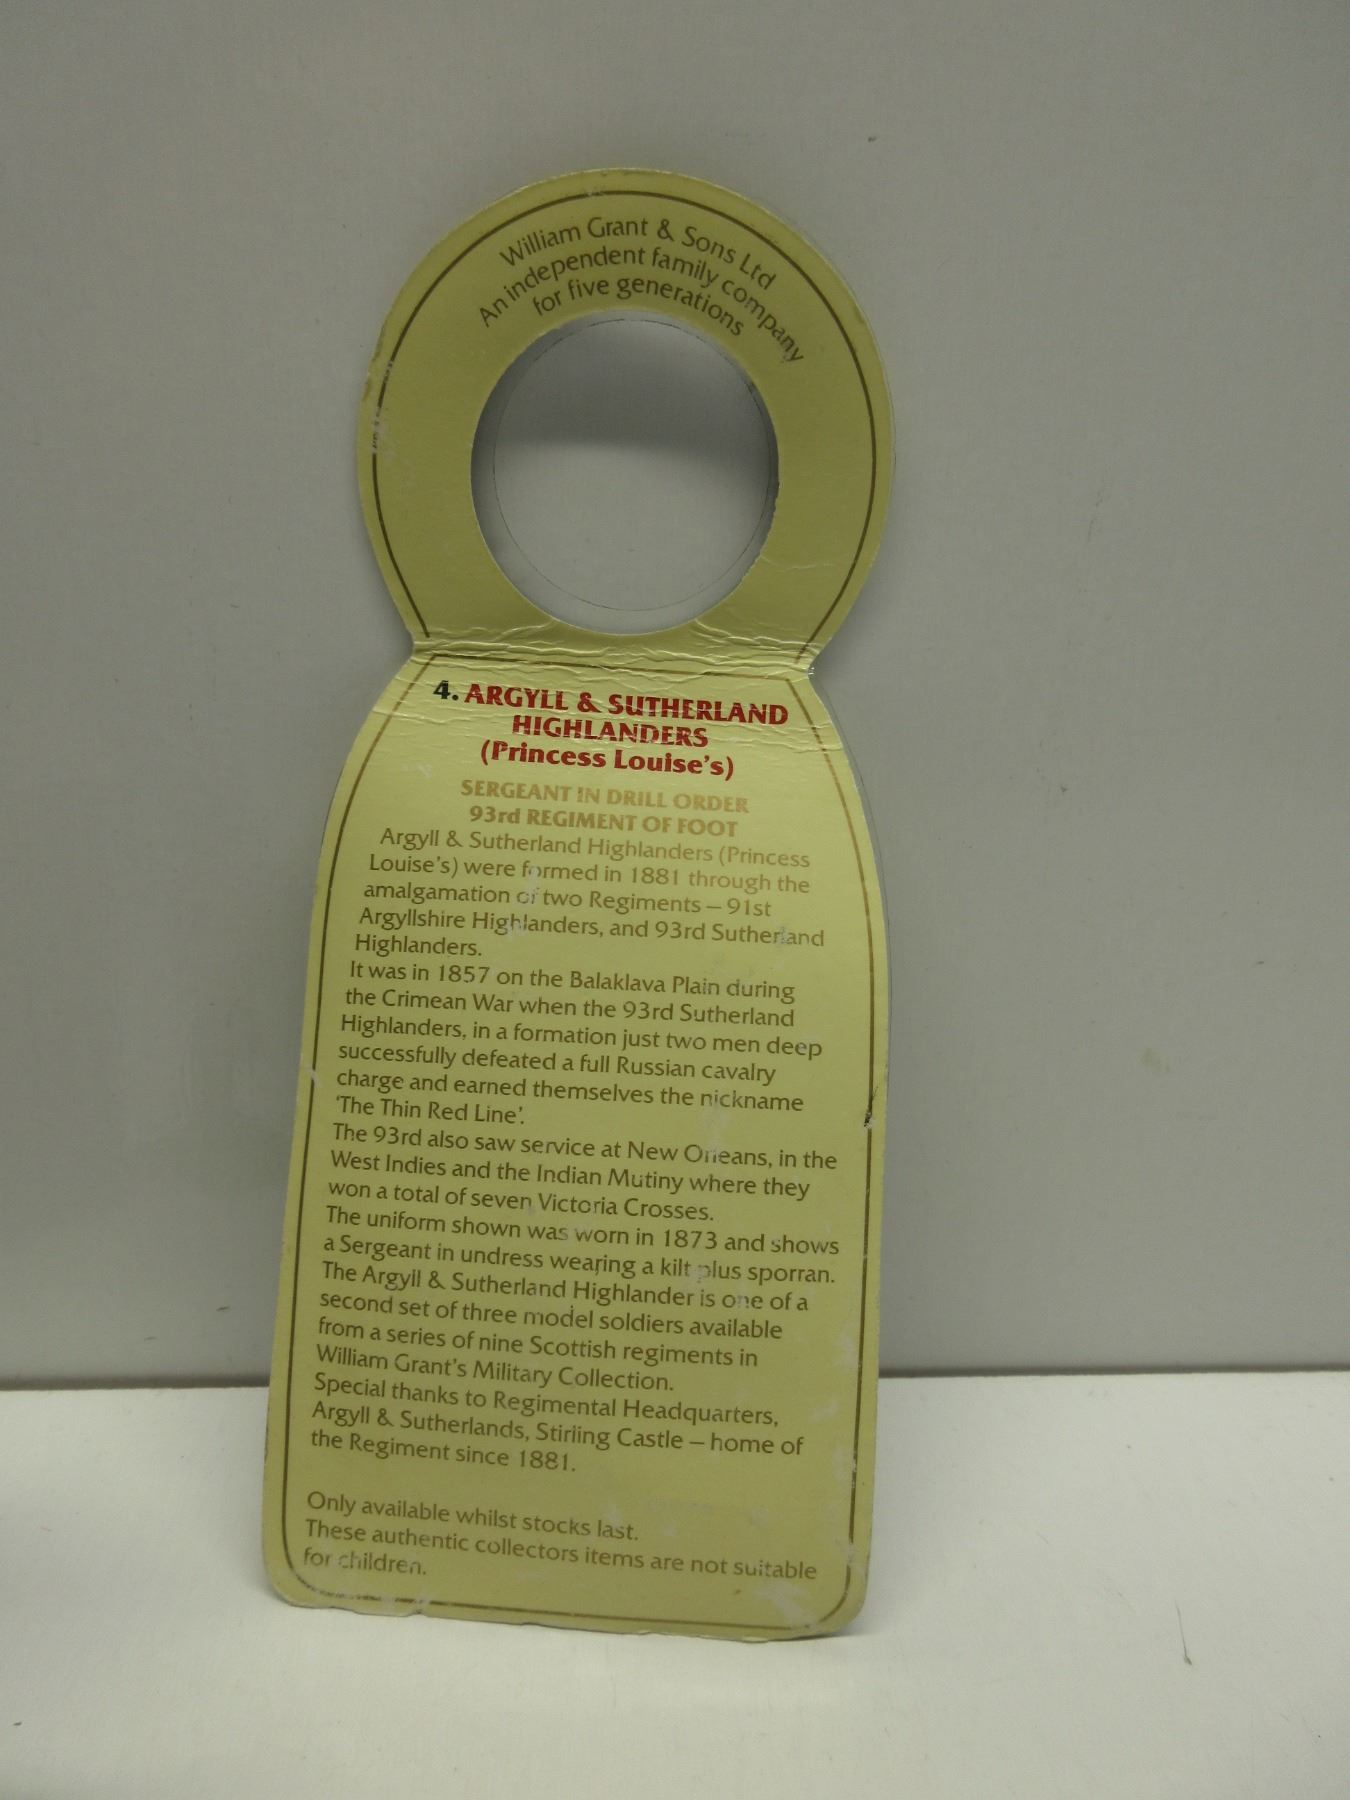 William Grant & Sons Ltd
An independent family company
for five generations
4. ARGYLL & SUTHERLAND
HIGHLANDERS
(Princess Louise's)
SERGEANT IN DRILL ORDER
93rd REGIMENT OF FOOT
Argyll & Sutherland Highlanders (Princess
Louise's) were formed in 1881 through the
amalgamation of two Regiments – 91st
Argyllshire Highlanders, and 93rd Sutherland
Highlanders.
It was in 1857 on the Balaklava Plain during
the Crimean War when the 93rd Sutherland
Highlanders, in a formation just two men deep
successfully defeated a full Russian cavalry
charge and earned themselves the nickname
'The Thin Red Line'.
The 93rd also saw service at New Orleans, in the
West Indies and the Indian Mutiny where they
won a total of seven Victoria Crosses.
The uniform shown was worn in 1873 and shows
a Sergeant in undress wearing a kilt plus sporran.
The Argyll & Sutherland Highlander is one of a
second set of three model soldiers available
from a series of nine Scottish regiments in
William Grant's Military Collection.
Special thanks to Regimental Headquarters,
Argyll & Sutherlands, Stirling Castle – home of
the Regiment since 1881.
Only available whilst stocks last.
These authentic collectors items are not suitable
for children.